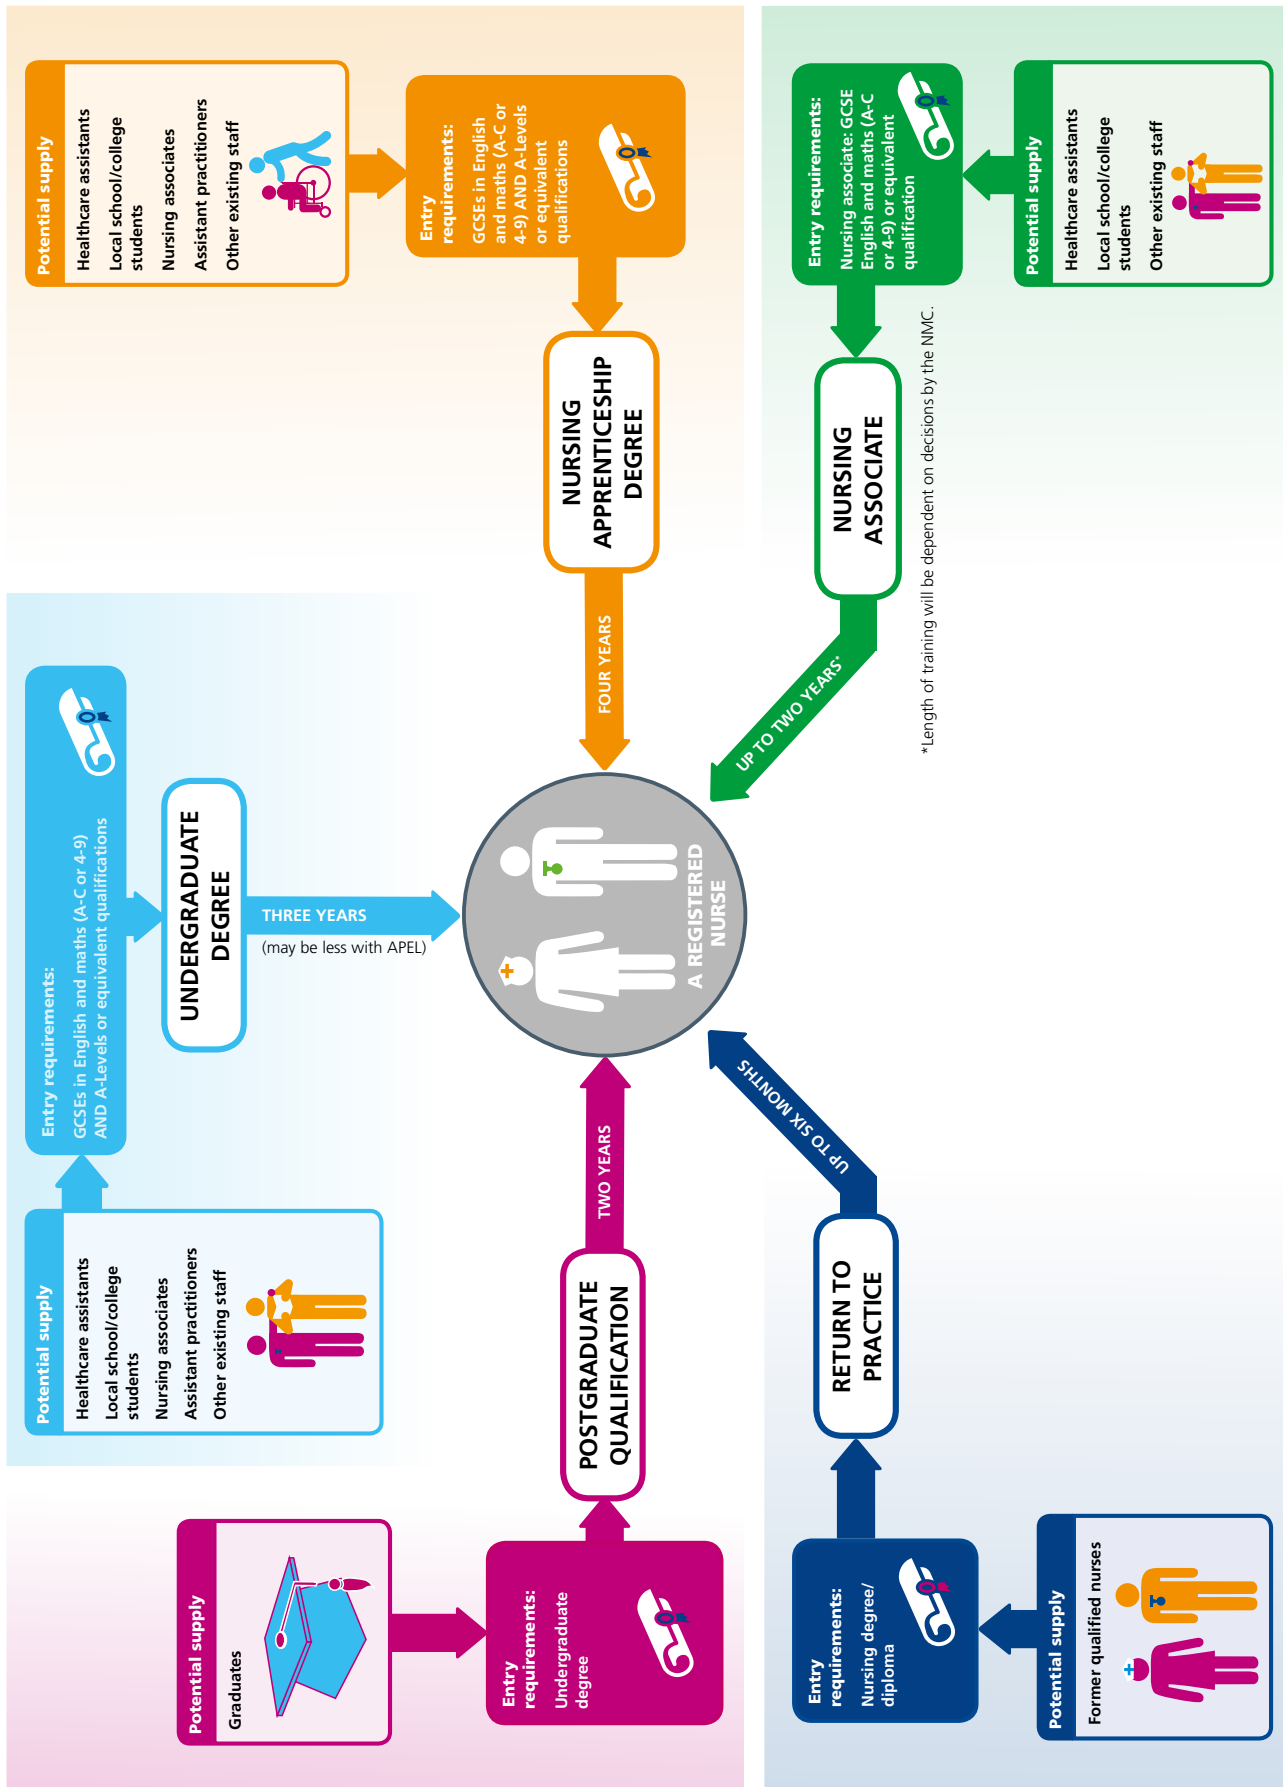 Potential supply
Graduates
Entry
requirements:
Undergraduate
degree
POSTGRADUATE
QUALIFICATION
TWO YEARS
Potential supply
Healthcare assistants
Local school/college
students
Nursing associates
Assistant practitioners
Other existing staff
Entry requirements:
GCSEs in English and maths (A-C or 4-9)
AND A-Levels or equivalent qualifications
UNDERGRADUATE
DEGREE
THREE YEARS
(may be less with APEL)
Potential supply
Healthcare assistants
Local school/college
students
Nursing associates
Assistant practitioners
Other existing staff
Entry
requirements:
GCSEs in English
and maths (A-C or
4-9) AND A-Levels
or equivalent
qualifications
NURSING
APPRENTICESHIP
DEGREE
FOUR YEARS
A REGISTERED
NURSE
Entry
requirements:
Nursing degree/
diploma
Potential supply
Former qualified nurses
RETURN TO
PRACTICE
UP TO SIX MONTHS
UP TO TWO YEARS*
NURSING
ASSOCIATE
Entry requirements:
Nursing associate: GCSE
English and maths (A-C
or 4-9) or equivalent
qualification
Potential supply
Healthcare assistants
Local school/college
students
Other existing staff
*Length of training will be dependent on decisions by the NMC.